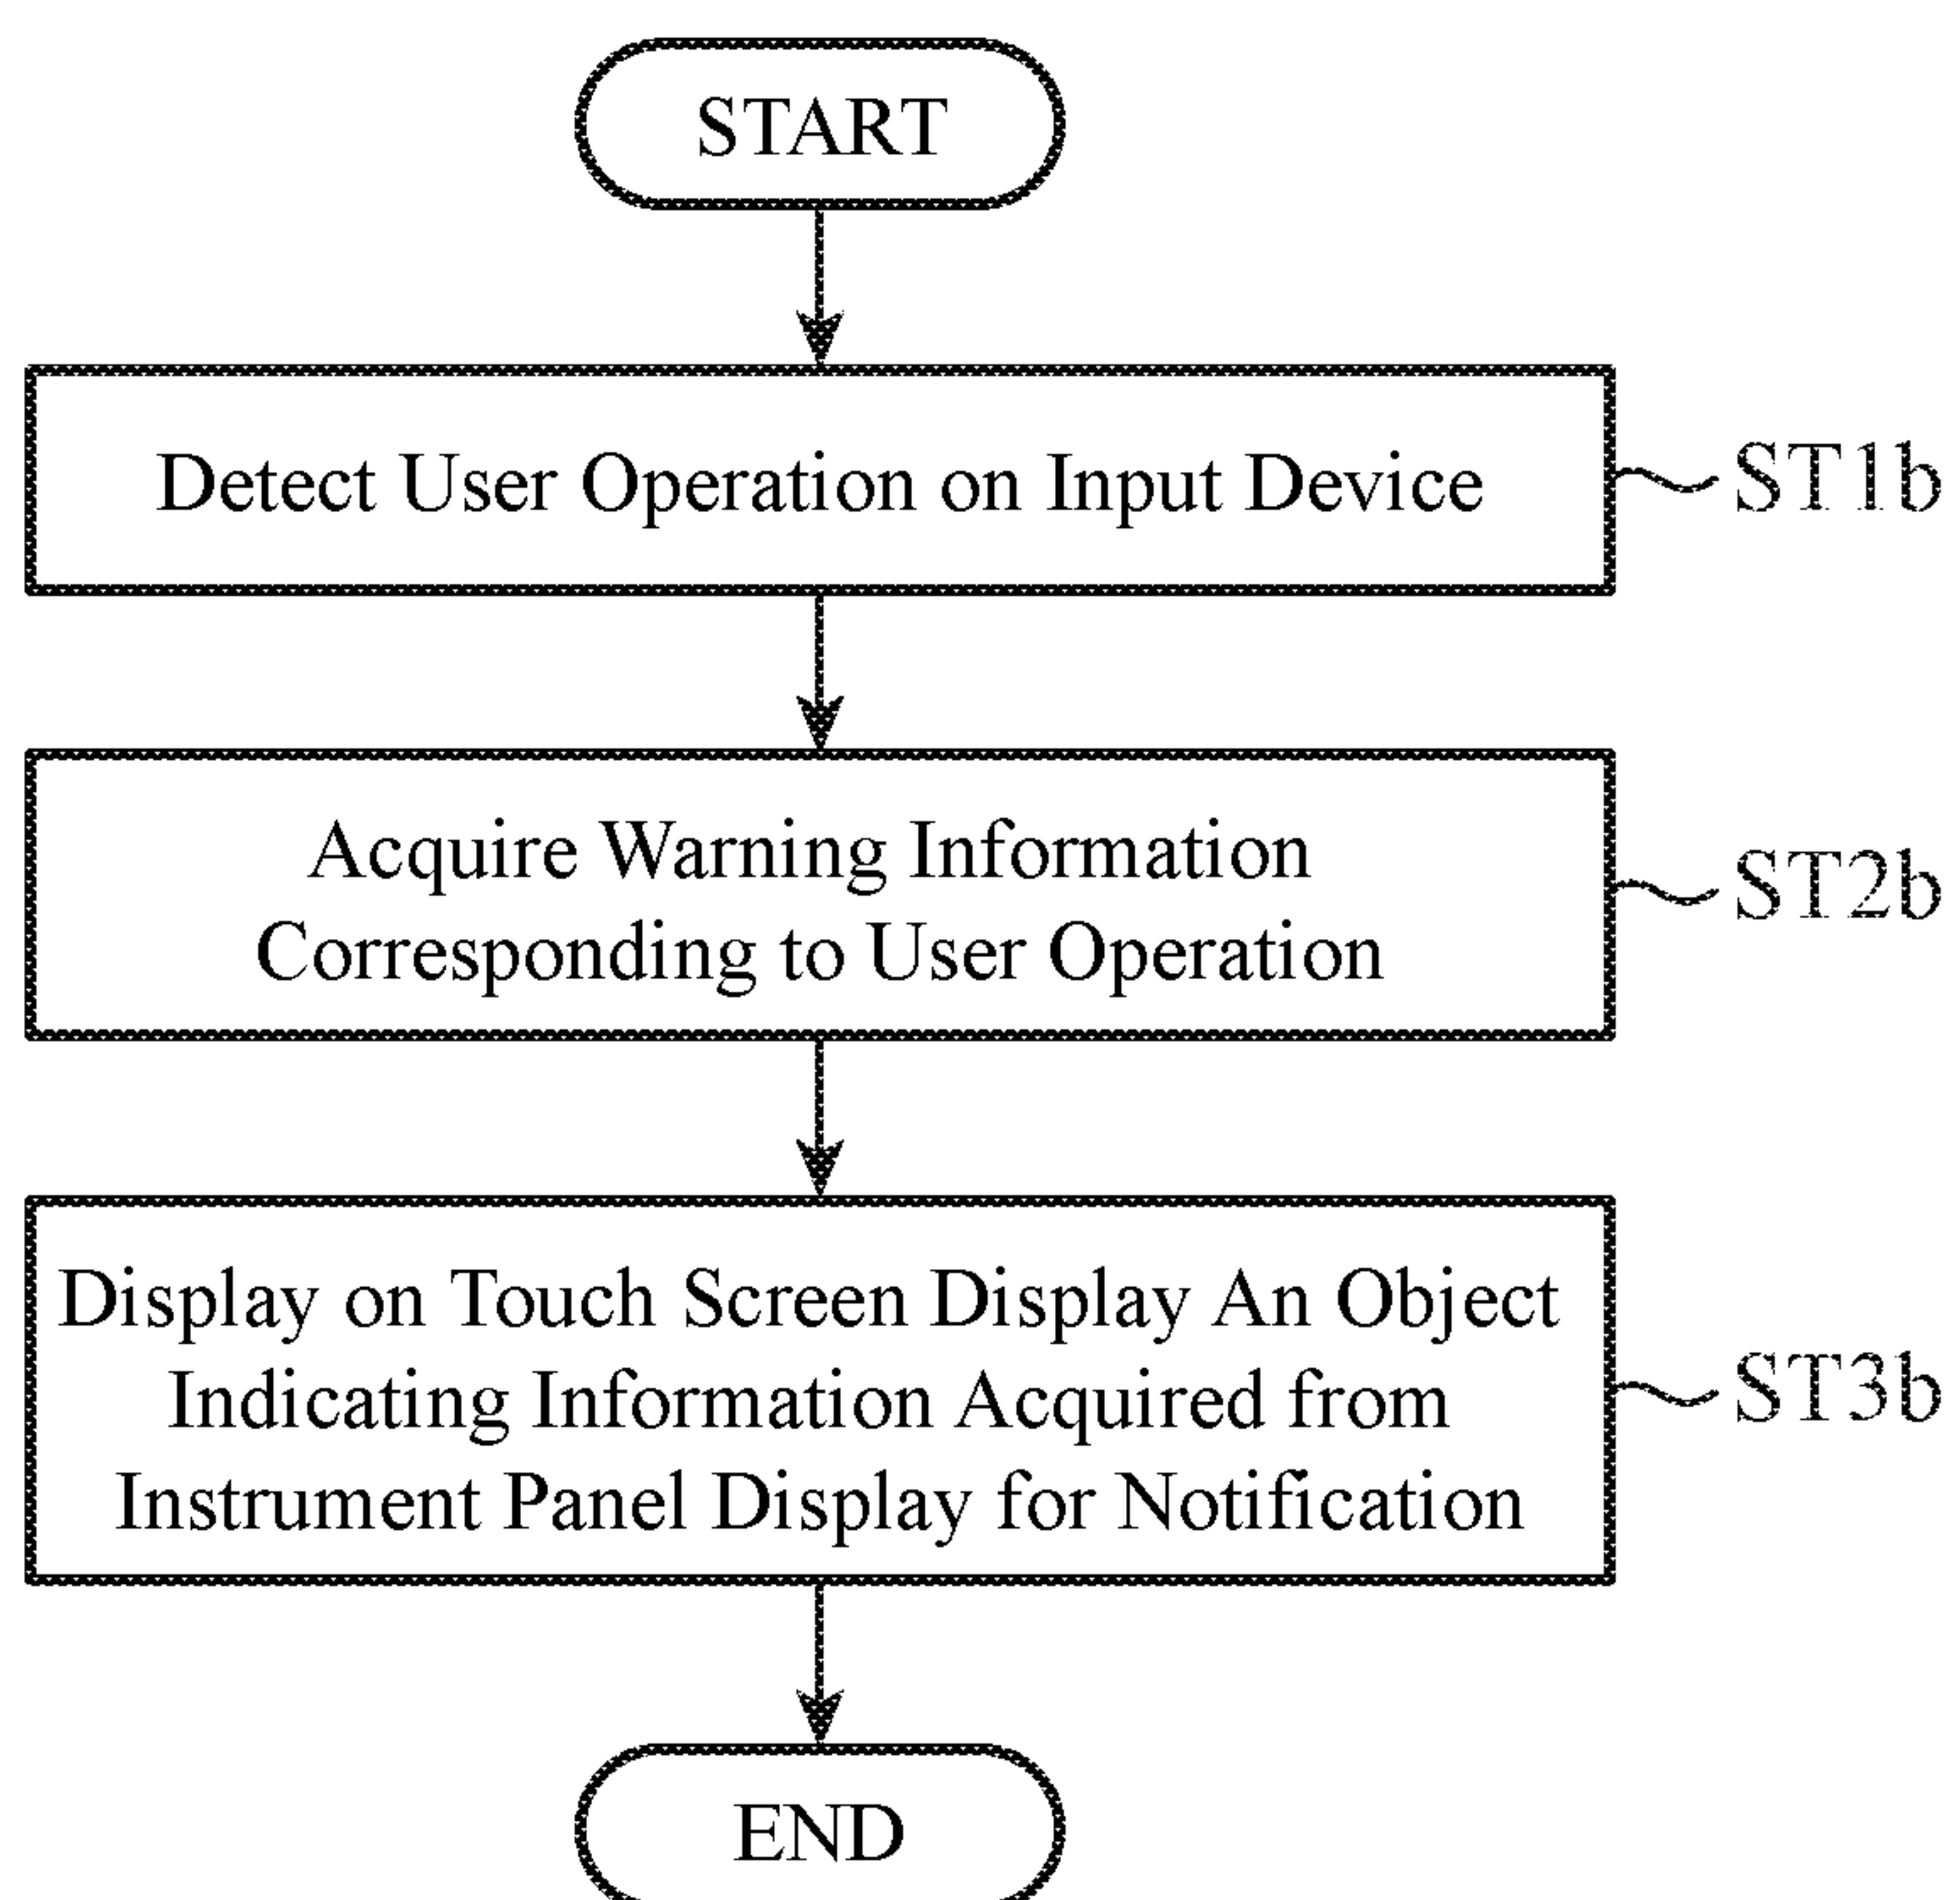 START
Detect User Operation on Input Device
ST1b
Acquire Warning Information
Corresponding to User Operation
ST2b
Display on Touch Screen Display An Object
Indicating Information Acquired from
Instrument Panel Display for Notification
ST3b
END